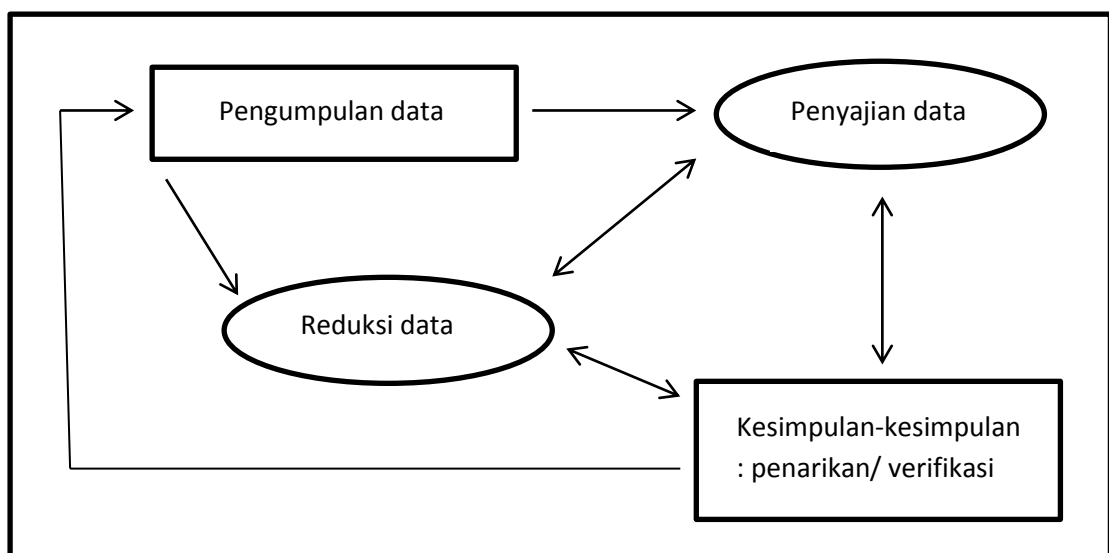 Pengumpulan data
Penyajian data
Reduksi data
Kesimpulan-kesimpulan
: penarikan/ verifikasi